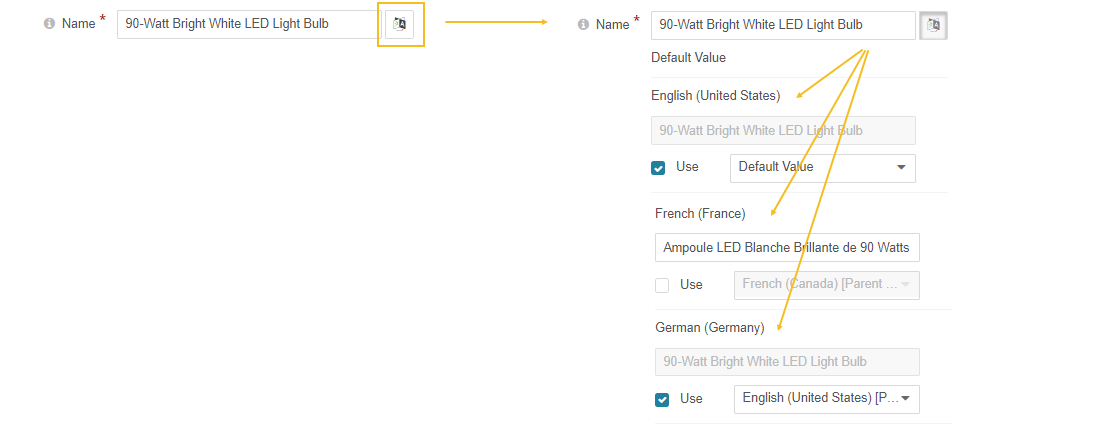 Name * 90-Watt Bright White LED Light Bulb
Name * 90-Watt Bright White LED Light Bulb
Default Value
English (United States)
90-Watt Bright White LED Light Bulb
Use Default Value
French (France)
Ampoule LED Blanche Brillante de 90 Watts
Use French (Canada) [Parent ...
German (Germany)
90-Watt Bright White LED Light Bulb
Use English (United States) [P...